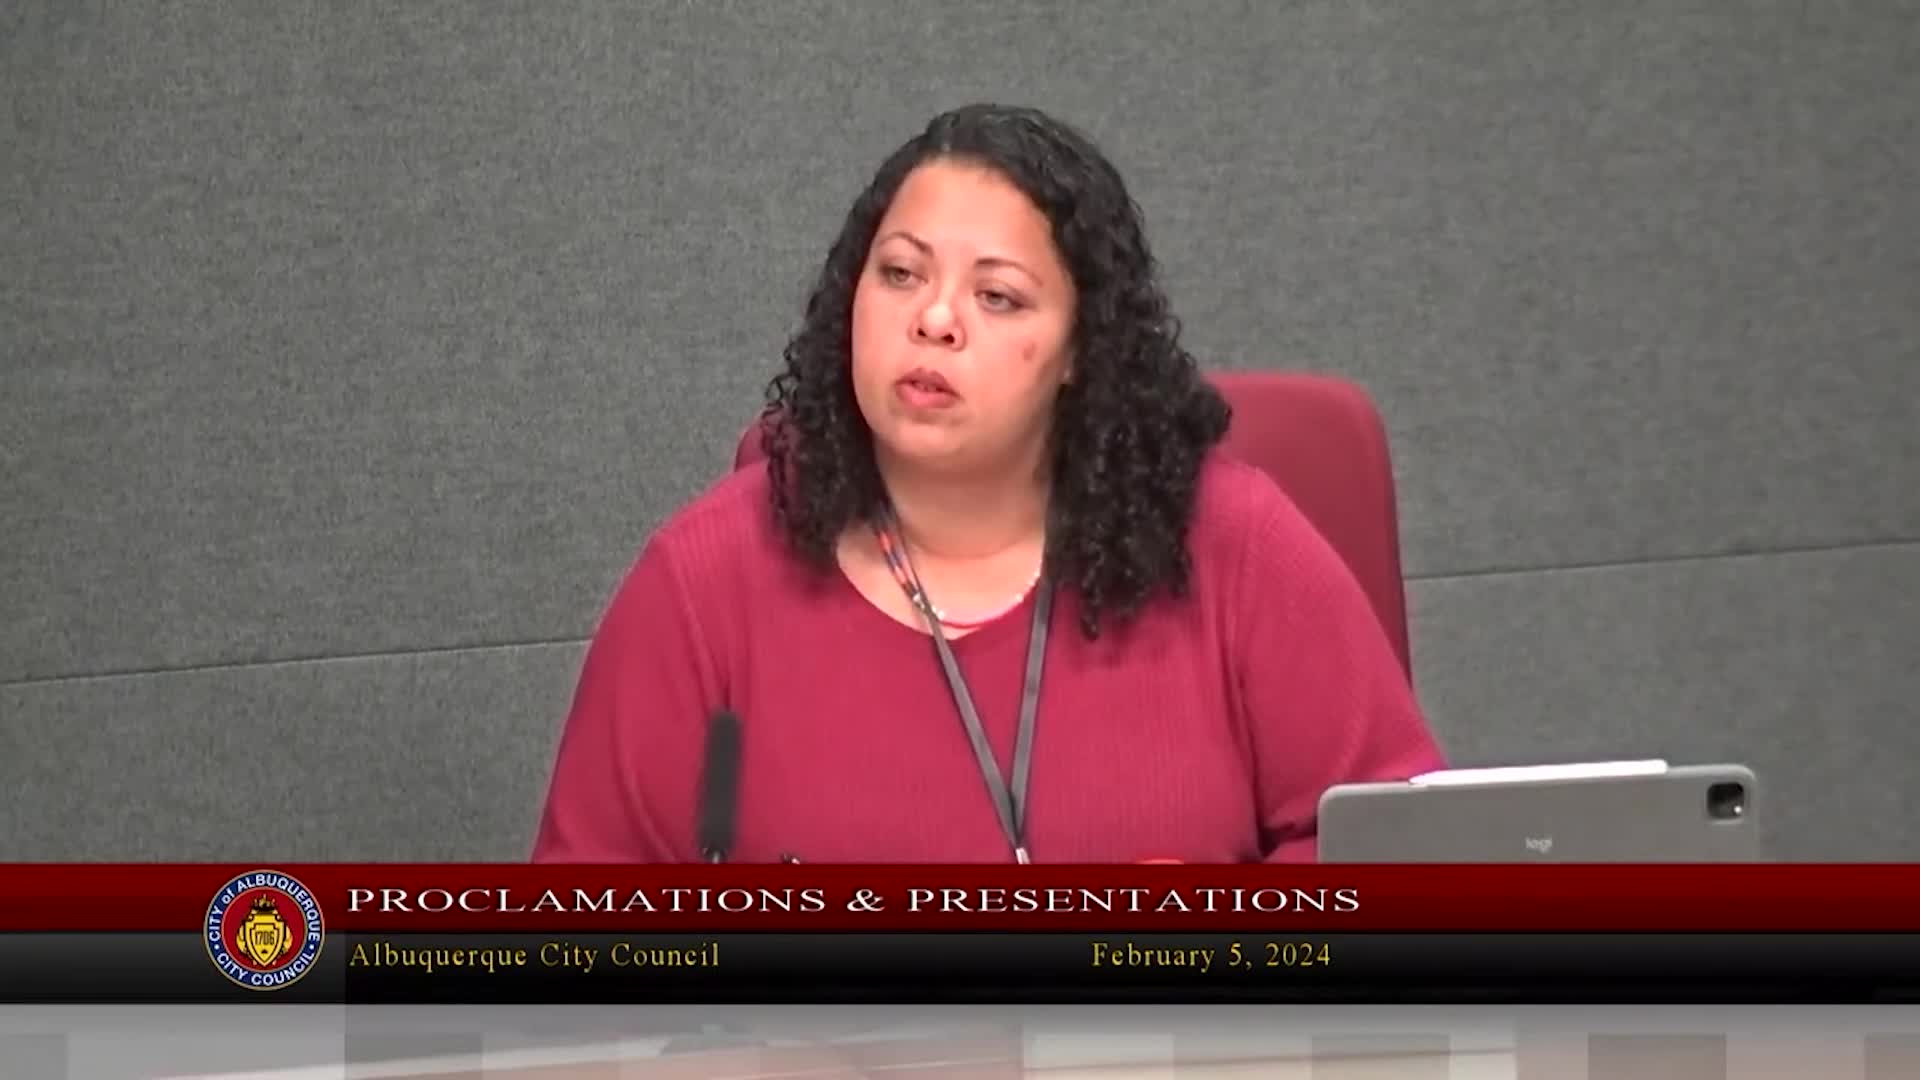 logi
PROCLAMATIONS & PRESENTATIONS
CITY of ALBUQUERQUE
1706
CITY COUNCIL
Albuquerque City Council
February 5, 2024